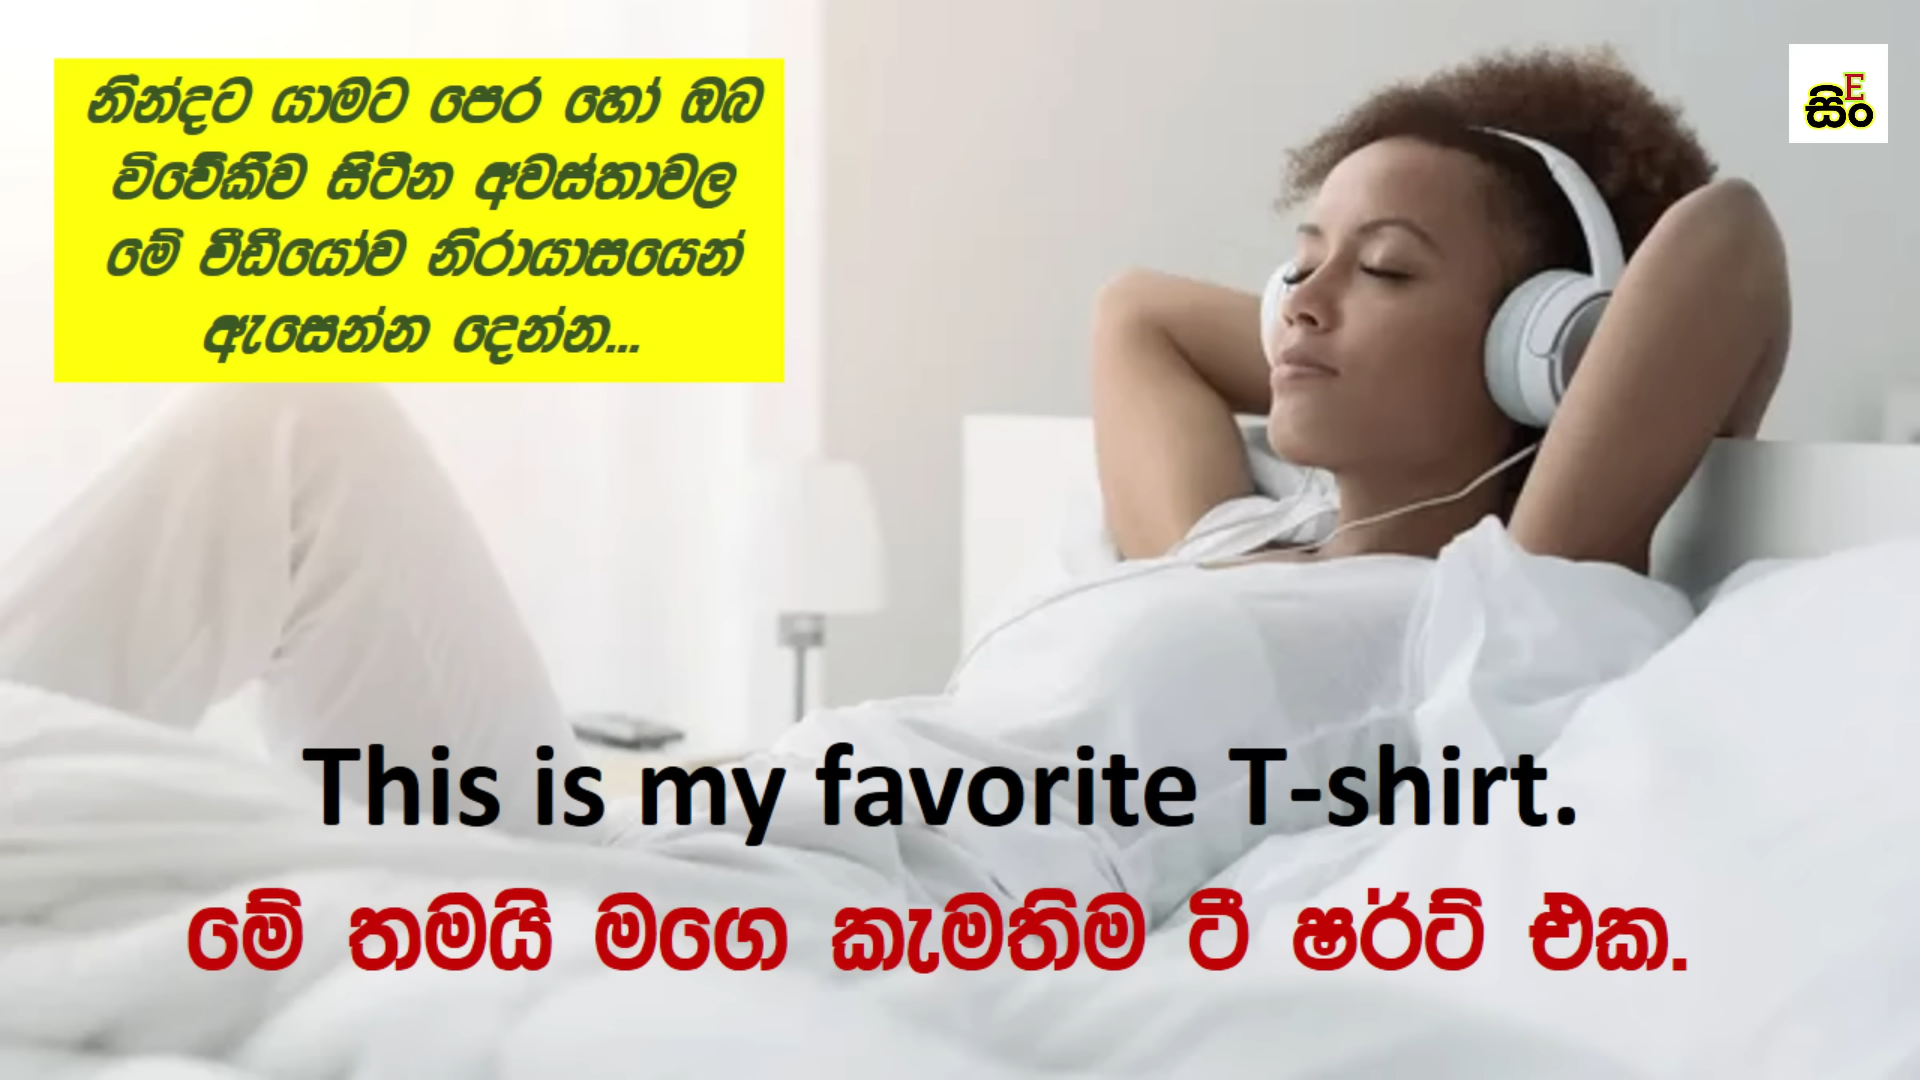 නින්දට යාමට පෙර හෝ ඔබ
විවේකීව සිටින අවස්තාවල
මේ වීඩියෝව නිරායාසයෙන්
ඇසෙන්න දෙන්න...
E
සිං
This is my favorite T-shirt.
මේ තමයි මගෙ කැමතිම ටී ෂර්ට් එක.